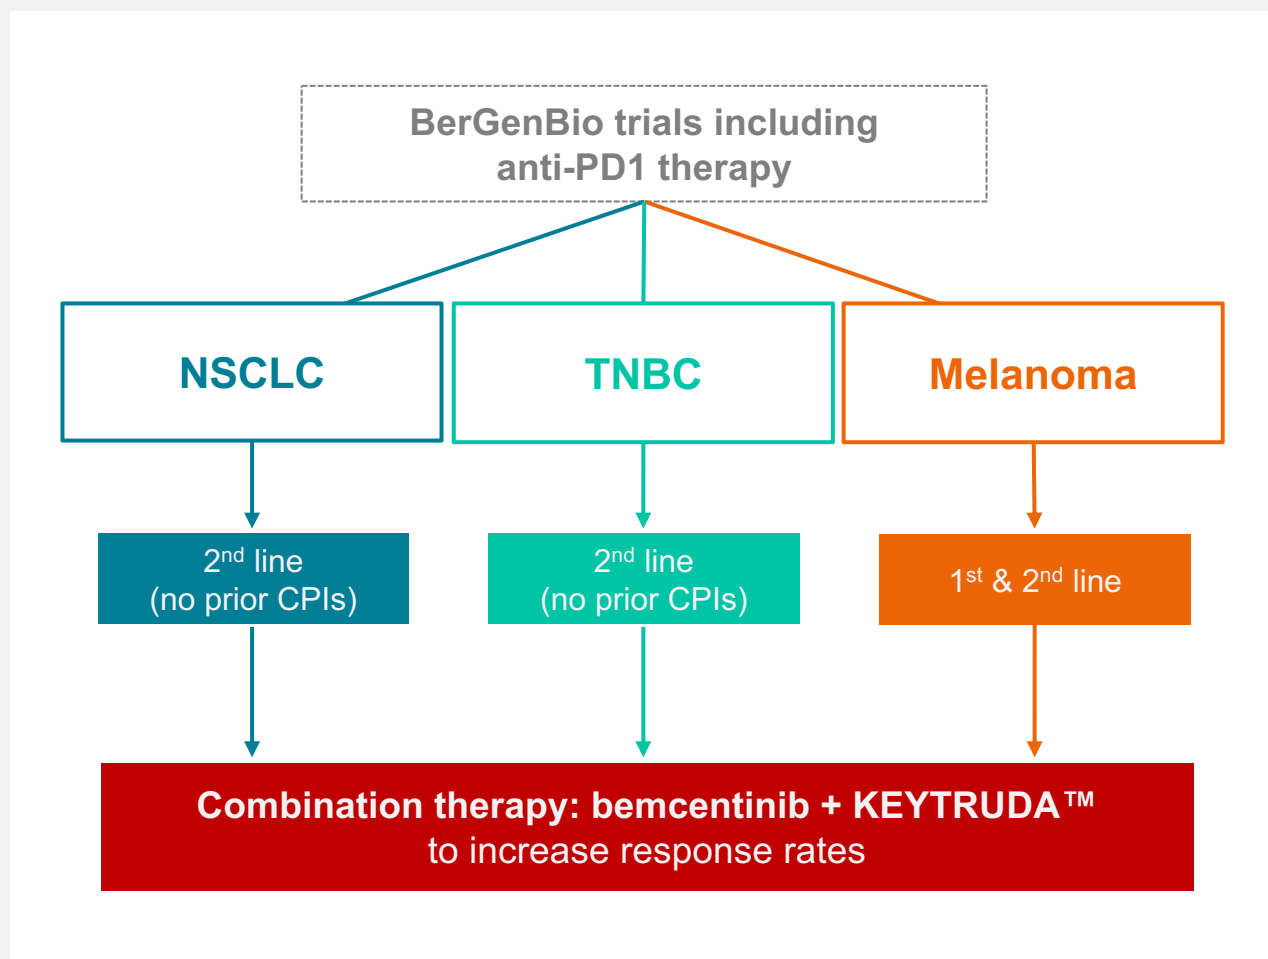 BerGenBio trials including
anti-PD1 therapy
NSCLC
TNBC
Melanoma
2nd line
(no prior CPIs)
2nd line
(no prior CPIs)
1st & 2nd line
Combination therapy: bemcentinib + KEYTRUDA™
to increase response rates